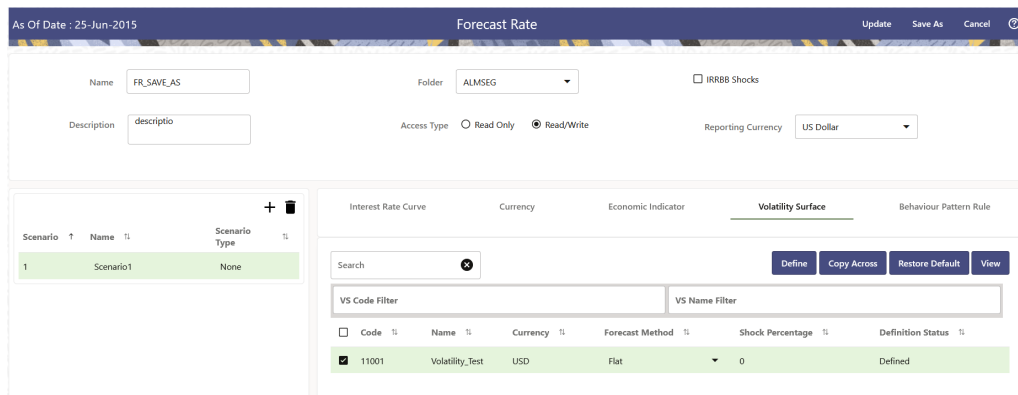 As Of Date : 25-Jun-2015 Forecast Rate Update Save As Cancel ?
Name FR_SAVE_AS Folder ALMSEG IRRBB Shocks
Description descriptio Access Type Read Only Read/Write Reporting Currency US Dollar
Interest Rate Curve Currency Economic Indicator Volatility Surface Behaviour Pattern Rule
Scenario Name Scenario Type
1 Scenario1 None
Search Define Copy Across Restore Default View
VS Code Filter VS Name Filter
Code Name Currency Forecast Method Shock Percentage Definition Status
11001 Volatility_Test USD Flat 0 Defined